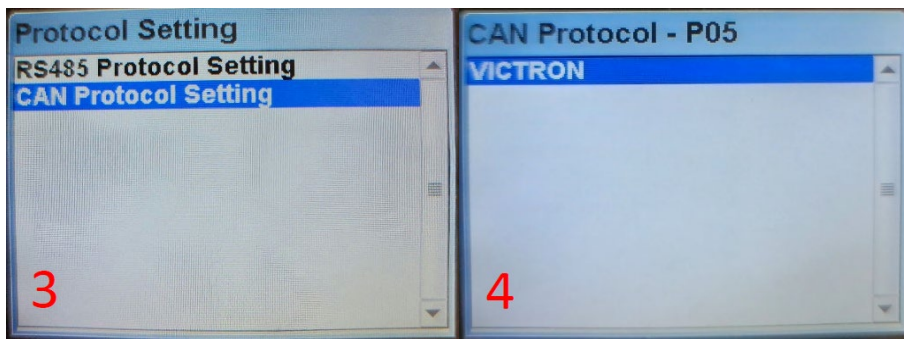 Protocol Setting
RS485 Protocol Setting
CAN Protocol Setting
3
CAN Protocol - P05
VICTRON
4